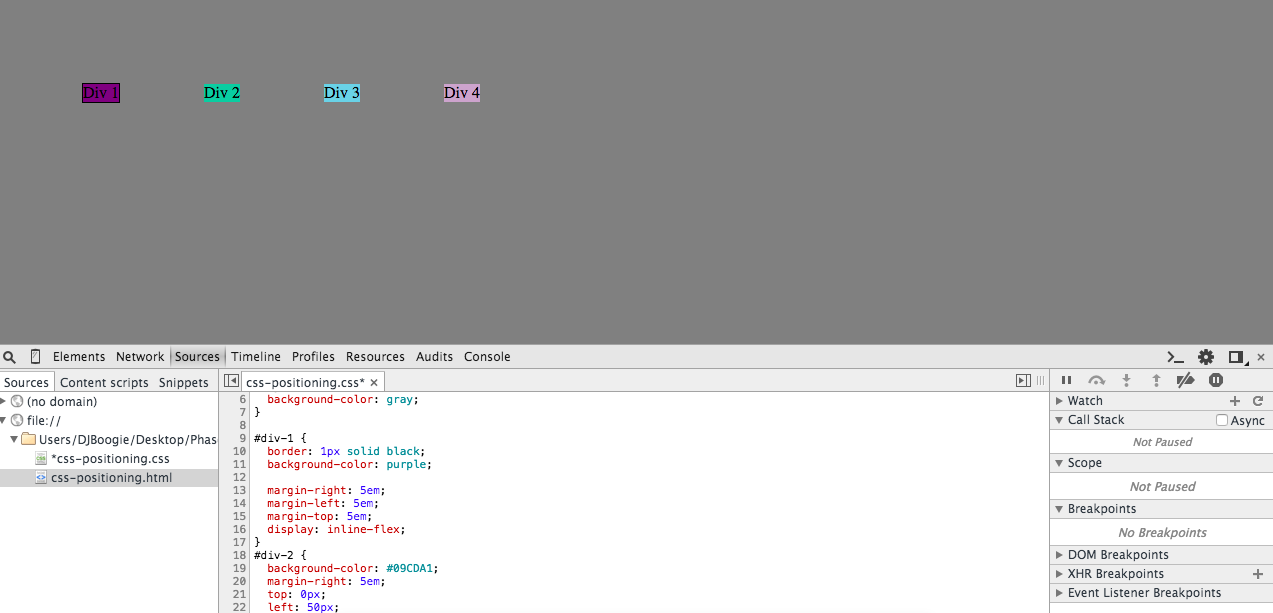 Div 1 Div 2 Div 3 Div 4
Elements Network Sources Timeline Profiles Resources Audits Console
Sources Content scripts Snippets
css-positioning.css* ×
(no domain)
file://
Users/DJBoogie/Desktop/Phas
*css-positioning.css
css-positioning.html
6 background-color: gray;
7 }
8
9 #div-1 {
10 border: 1px solid black;
11 background-color: purple;
12
13 margin-right: 5em;
14 margin-left: 5em;
15 margin-top: 5em;
16 display: inline-flex;
17 }
18 #div-2 {
19 background-color: #09CDA1;
20 margin-right: 5em;
21 top: 0px;
22 left: 50px;
Watch
Call Stack Async
Not Paused
Scope
Not Paused
Breakpoints
No Breakpoints
DOM Breakpoints
XHR Breakpoints
Event Listener Breakpoints